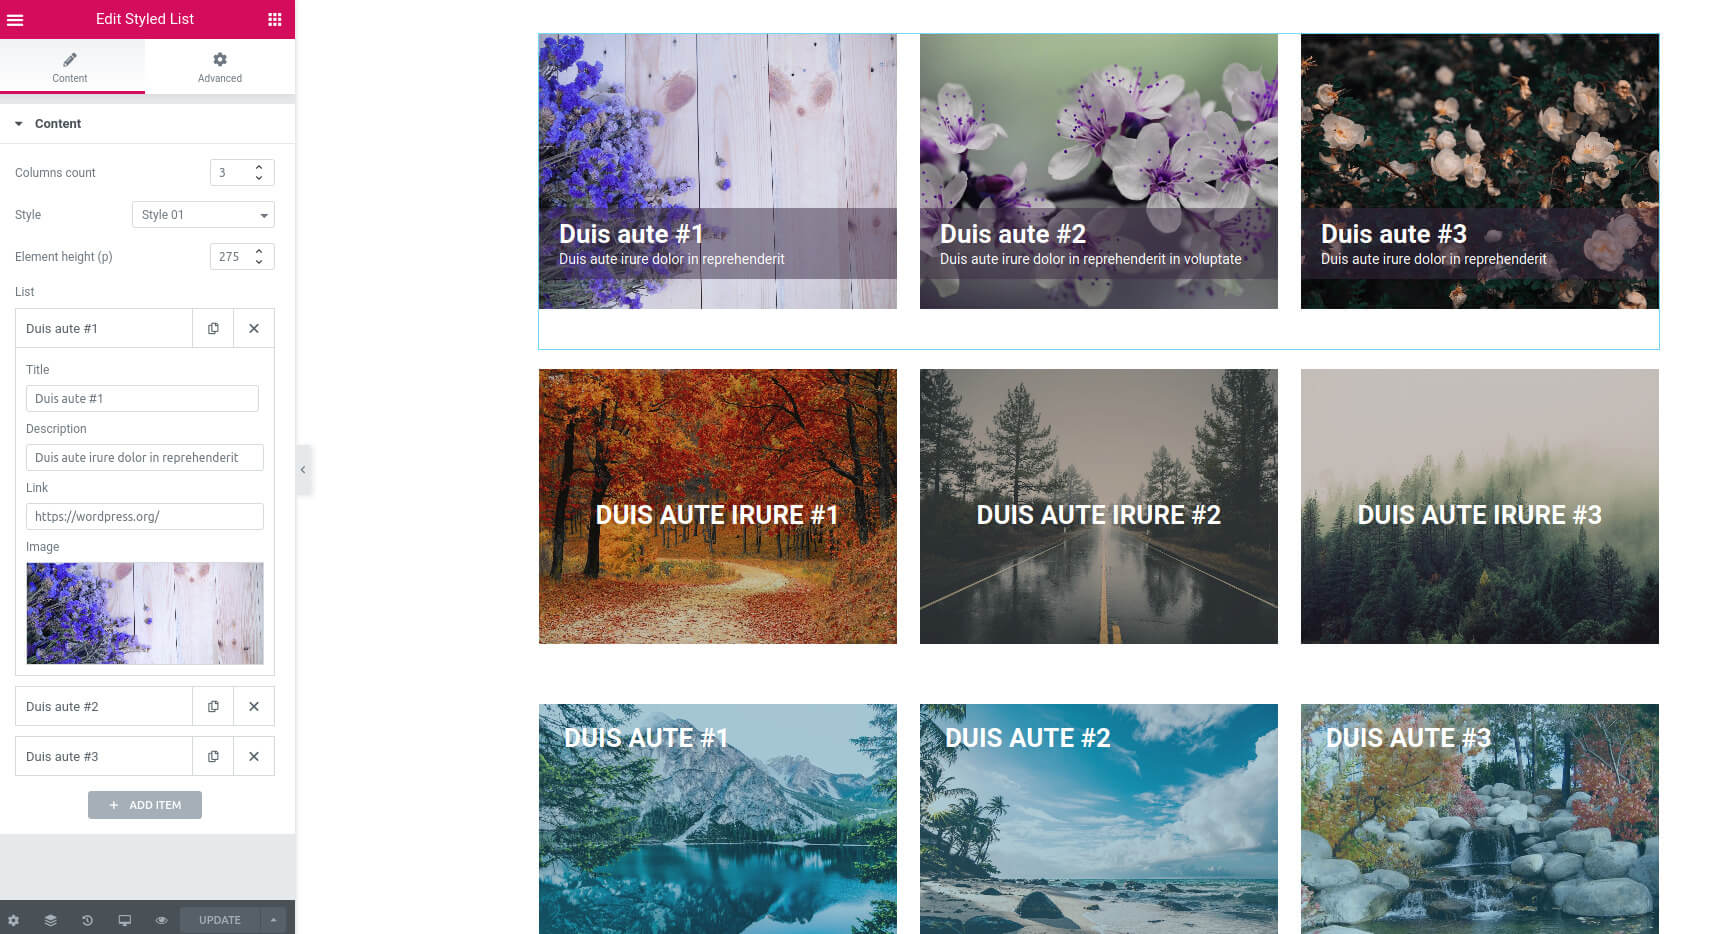 Edit Styled List
Content
Advanced
Content
Columns count
3
Style
Style 01
Element height (p)
275
List
Duis aute #1
Title
Duis aute #1
Description
Duis aute irure dolor in reprehenderit
Link
https://wordpress.org/
Image
Duis aute #2
Duis aute #3
ADD ITEM
UPDATE
Duis aute #1
Duis aute irure dolor in reprehenderit
Duis aute #2
Duis aute irure dolor in reprehenderit in voluptate
Duis aute #3
Duis aute irure dolor in reprehenderit
DUIS AUTE IRURE #1
DUIS AUTE IRURE #2
DUIS AUTE IRURE #3
DUIS AUTE #1
DUIS AUTE #2
DUIS AUTE #3